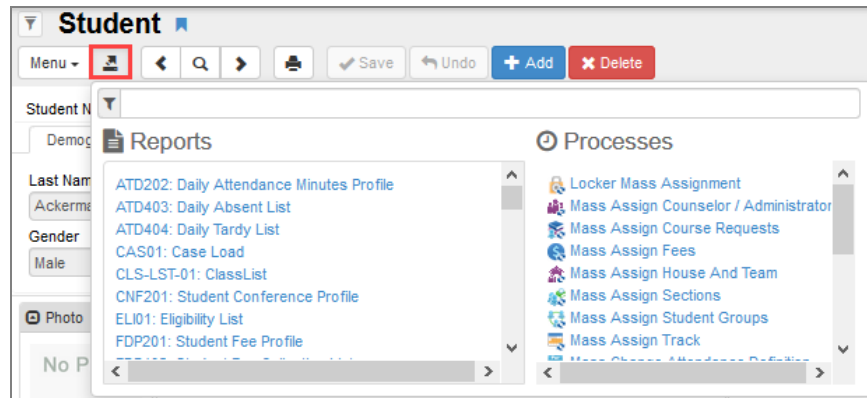 Student
Menu
Save
Undo
Add
Delete
Student N
Demog
Reports
Processes
Last Nam
Ackerma
Gender
Male
Photo
No P
ATD202: Daily Attendance Minutes Profile
ATD403: Daily Absent List
ATD404: Daily Tardy List
CAS01: Case Load
CLS-LST-01: ClassList
CNF201: Student Conference Profile
ELI01: Eligibility List
FDP201: Student Fee Profile
Locker Mass Assignment
Mass Assign Counselor / Administrator
Mass Assign Course Requests
Mass Assign Fees
Mass Assign House And Team
Mass Assign Sections
Mass Assign Student Groups
Mass Assign Track
Mass Change Attendance Definition